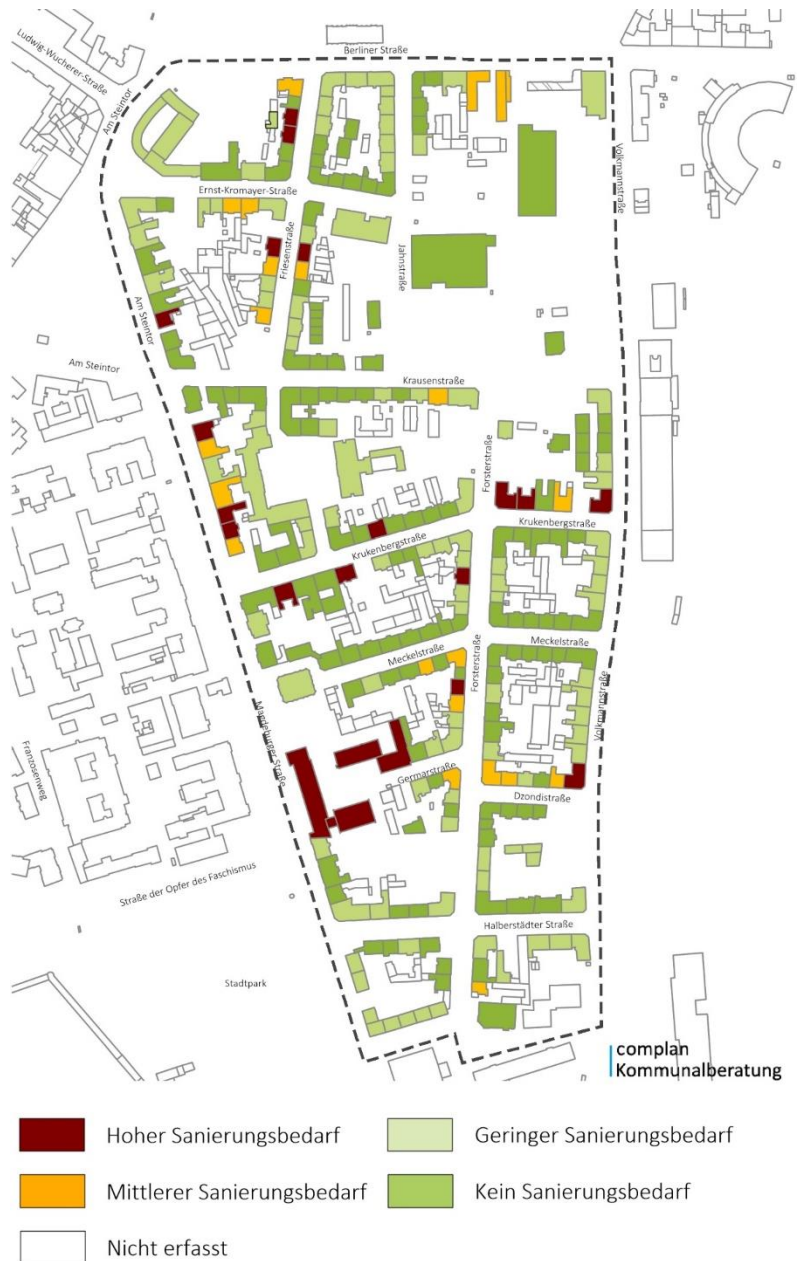 Berliner Straße
Ludwig-Wucherer-Straße
Am Steintor
Volkmannstraße
Ernst-Kromayer-Straße
Friesenstraße
Jahnstraße
Am Steintor
Am Steintor
Krausenstraße
Forsterstraße
Krukenbergstraße
Krukenbergstraße
Meckelstraße
Meckelstraße
Forsterstraße
Volkmannstraße
Magdeburger Straße
Franzosenweg
Germarstraße
Dzondistraße
Straße der Opfer des Faschismus
Halberstädter Straße
Stadtpark
complan
Kommunalberatung
Hoher Sanierungsbedarf
Geringer Sanierungsbedarf
Mittlerer Sanierungsbedarf
Kein Sanierungsbedarf
Nicht erfasst